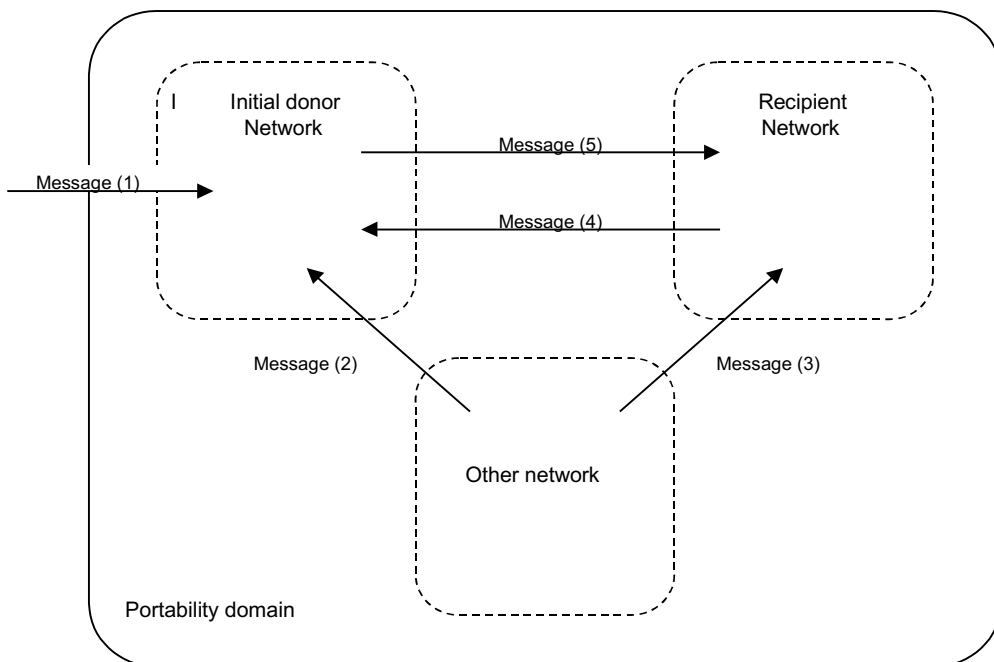 I
Initial donor
Network
Recipient
Network
Message (5)
Message (1)
Message (4)
Message (2)
Message (3)
Other network
Portability domain